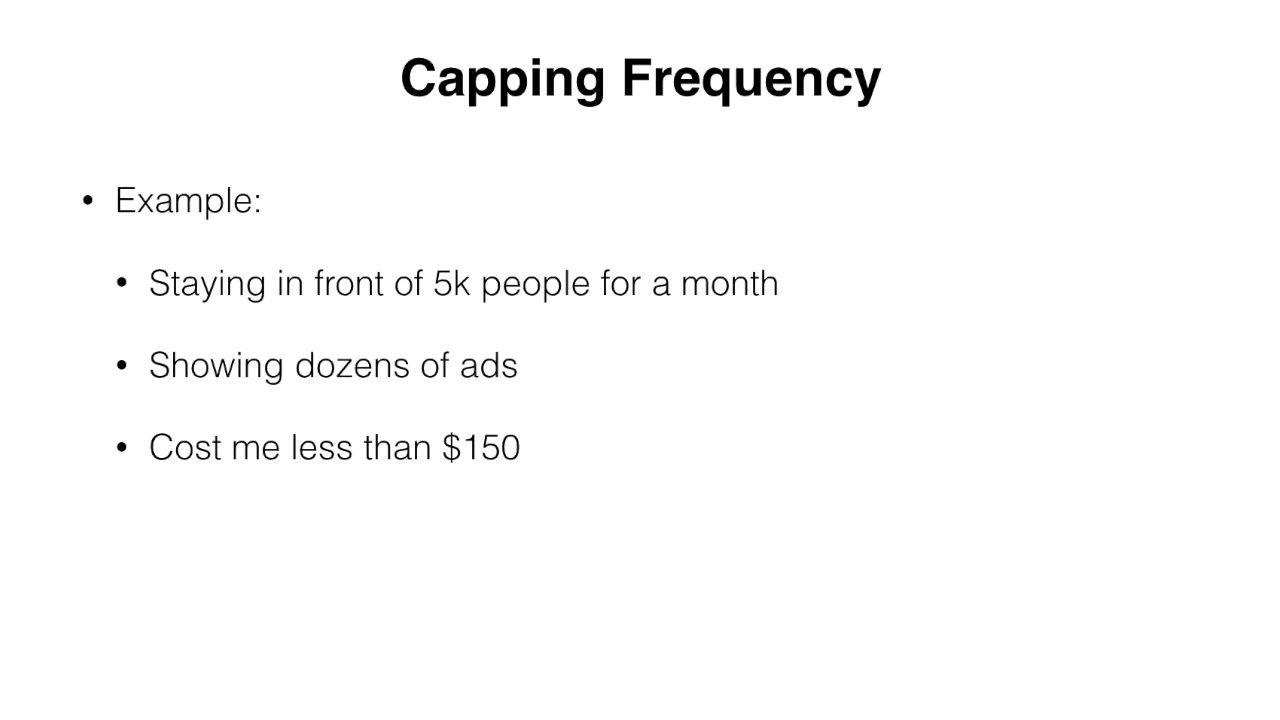 Capping Frequency
• Example:
• Staying in front of 5k people for a month
• Showing dozens of ads
• Cost me less than $150